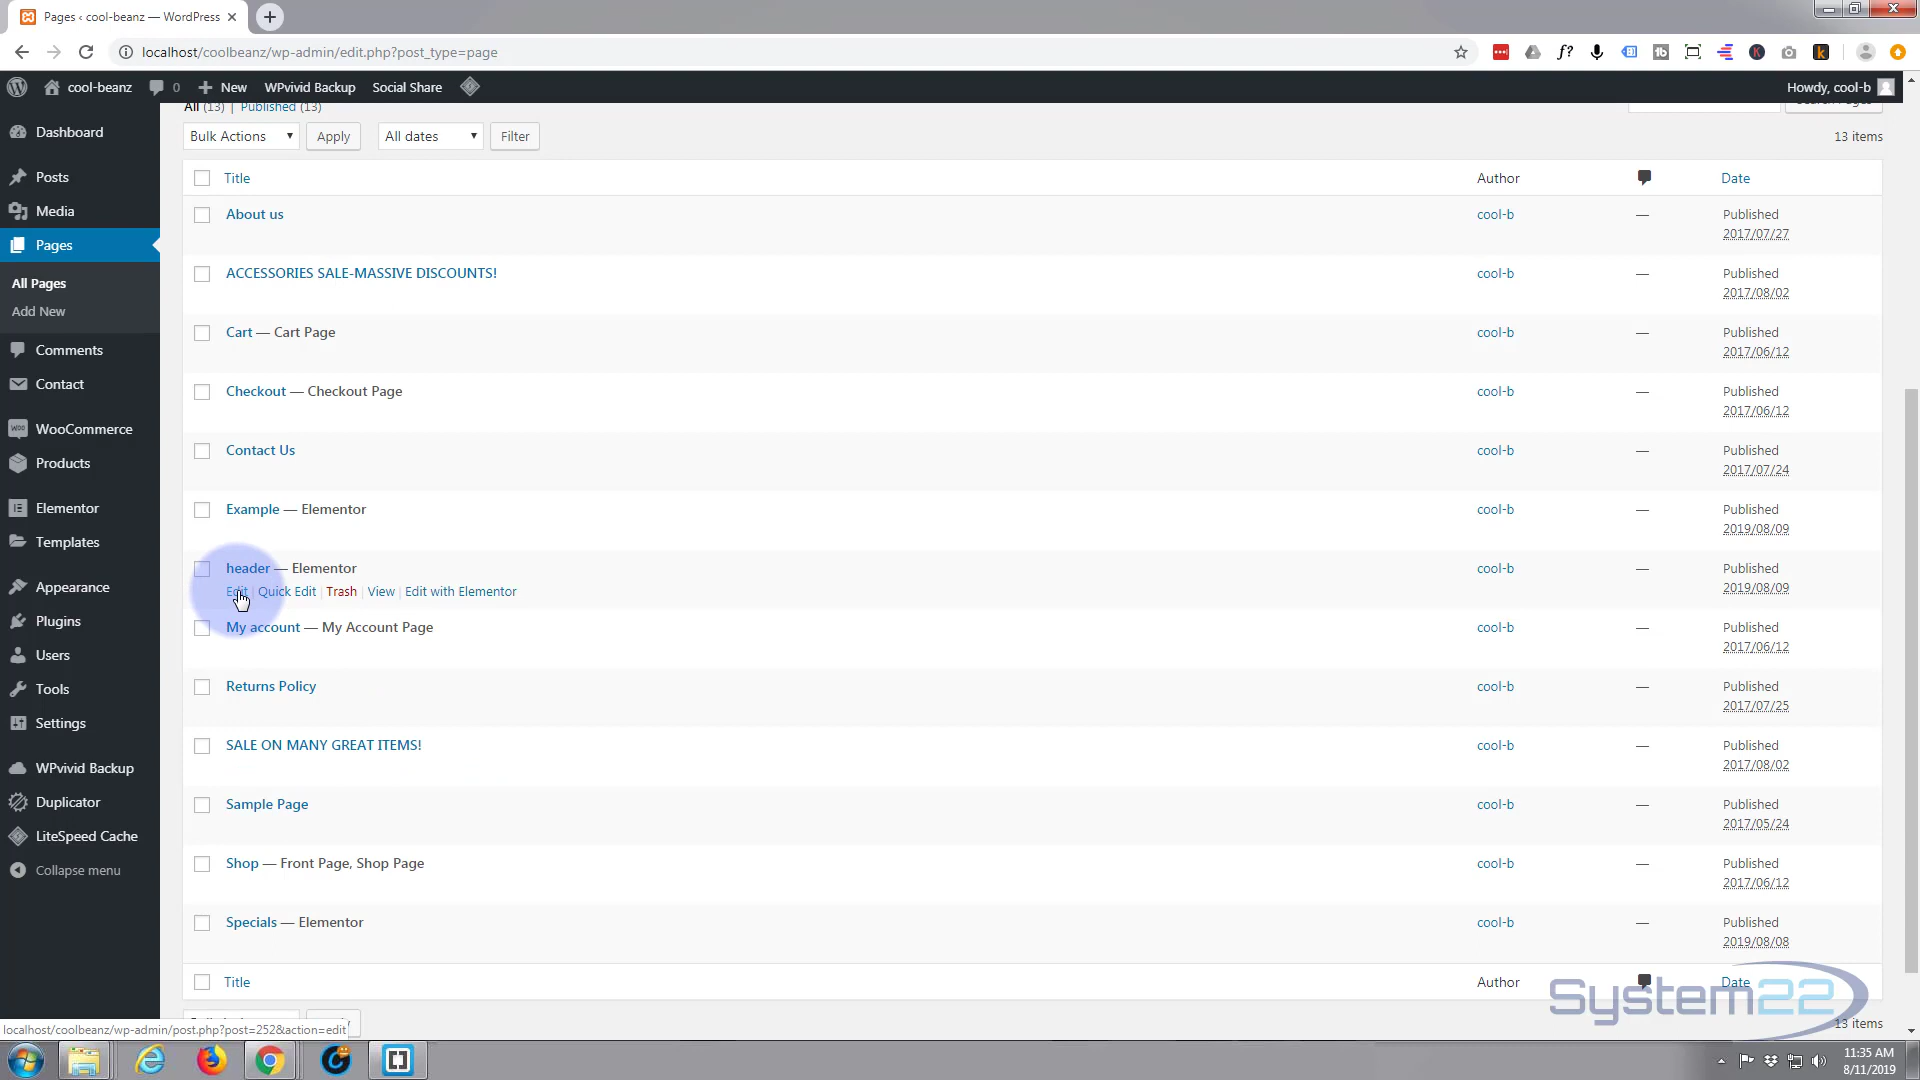 Pages ‹ cool-beanz — WordPress
localhost/coolbeanz/wp-admin/edit.php?post_type=page
cool-beanz 0 New WPvivid Backup Social Share Howdy, cool-b
All (13) | Published (13)
Dashboard
Bulk Actions Apply All dates Filter 13 items
Posts
Media
Pages
All Pages
Add New
Comments
Contact
WooCommerce
Products
Elementor
Templates
Appearance
Plugins
Users
Tools
Settings
WPvivid Backup
Duplicator
LiteSpeed Cache
Collapse menu
Title Author Date
About us cool-b — Published
2017/07/27
ACCESSORIES SALE-MASSIVE DISCOUNTS! cool-b — Published
2017/08/02
Cart — Cart Page cool-b — Published
2017/06/12
Checkout — Checkout Page cool-b — Published
2017/06/12
Contact Us cool-b — Published
2017/07/24
Example — Elementor cool-b — Published
2019/08/09
header — Elementor cool-b — Published
Edit | Quick Edit | Trash | View | Edit with Elementor 2019/08/09
My account — My Account Page cool-b — Published
2017/06/12
Returns Policy cool-b — Published
2017/07/25
SALE ON MANY GREAT ITEMS! cool-b — Published
2017/08/02
Sample Page cool-b — Published
2017/05/24
Shop — Front Page, Shop Page cool-b — Published
2017/06/12
Specials — Elementor cool-b — Published
2019/08/08
Title Author Date
System22
13 items
localhost/coolbeanz/wp-admin/post.php?post=252&action=edit
11:35 AM
8/11/2019